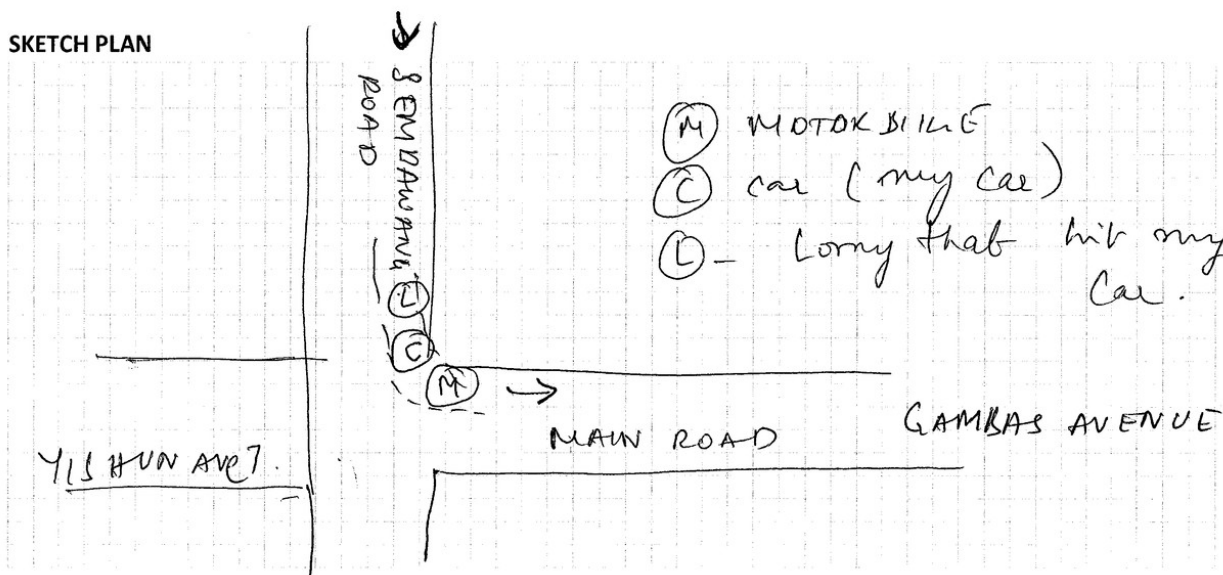 SKETCH PLAN
SEMBAWANG
ROAD
M MOTORBIKE
C car (my car)
L - Lorry that hit my
car.
L
C
M
MAIN ROAD
GAMBAS AVENUE
YISHUN AVE 7.